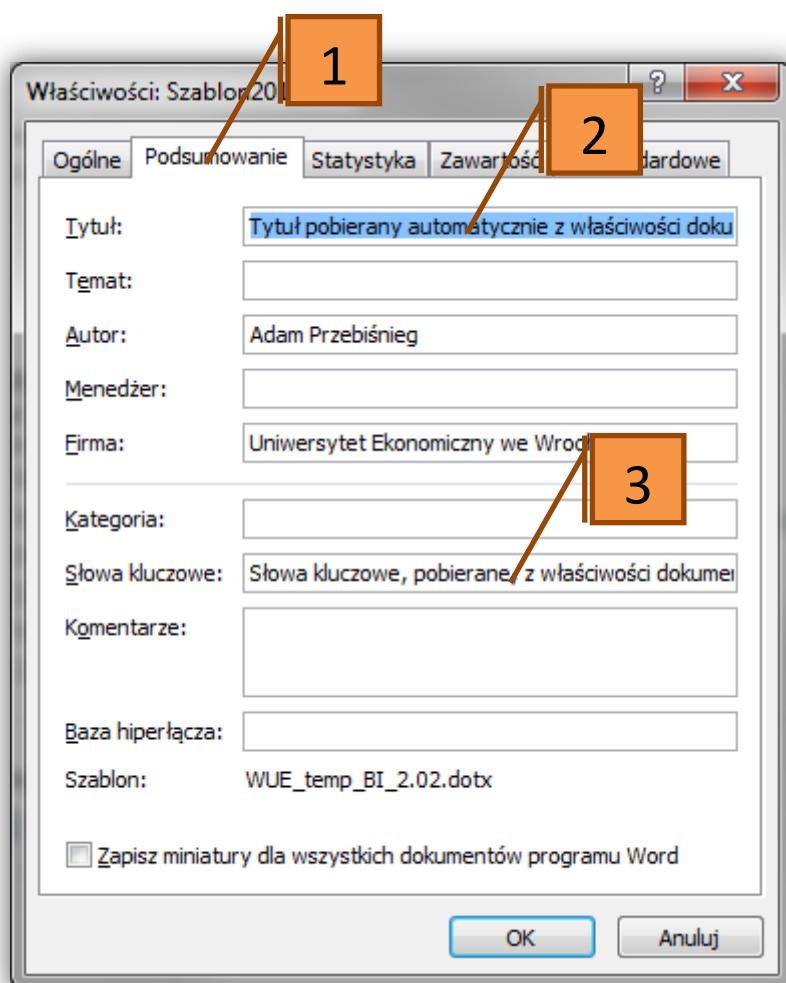 1
Właściwości: Szablon20
2
Ogólne Podsumowanie Statystyka Zawartość
Tytuł: Tytuł pobierany automatycznie z właściwości doku
Temat:
Autor: Adam Przebiśnieg
Menedżer:
Firma: Uniwersytet Ekonomiczny we
3
Kategoria:
Słowa kluczowe: Słowa kluczowe, pobierane, z właściwości dokumen
Komentarze:
Baza hiperłącza:
Szablon: WUE_temp_BI_2.02.dotx
Zapisz miniatury dla wszystkich dokumentów programu Word
OK Anuluj